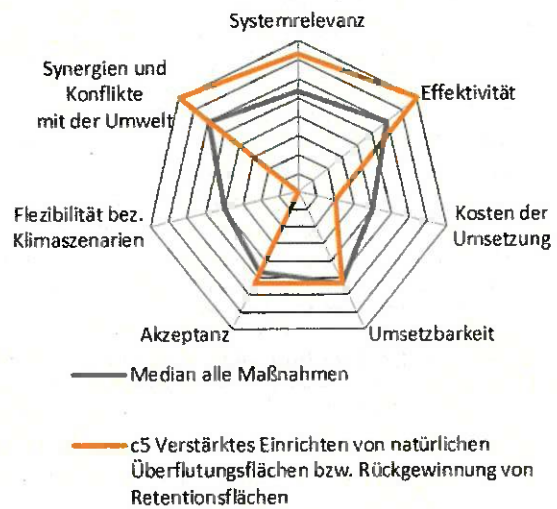 Systemrelevanz
Synergien und
Konflikte
mit der Umwelt
Effektivität
Flezibilität bez.
Klimaszenarien
Kosten der
Umsetzung
Akzeptanz
Umsetzbarkeit
Median alle Maßnahmen
c5 Verstärktes Einrichten von natürlichen
Überflutungsflächen bzw. Rückgewinnung von
Retentionsflächen